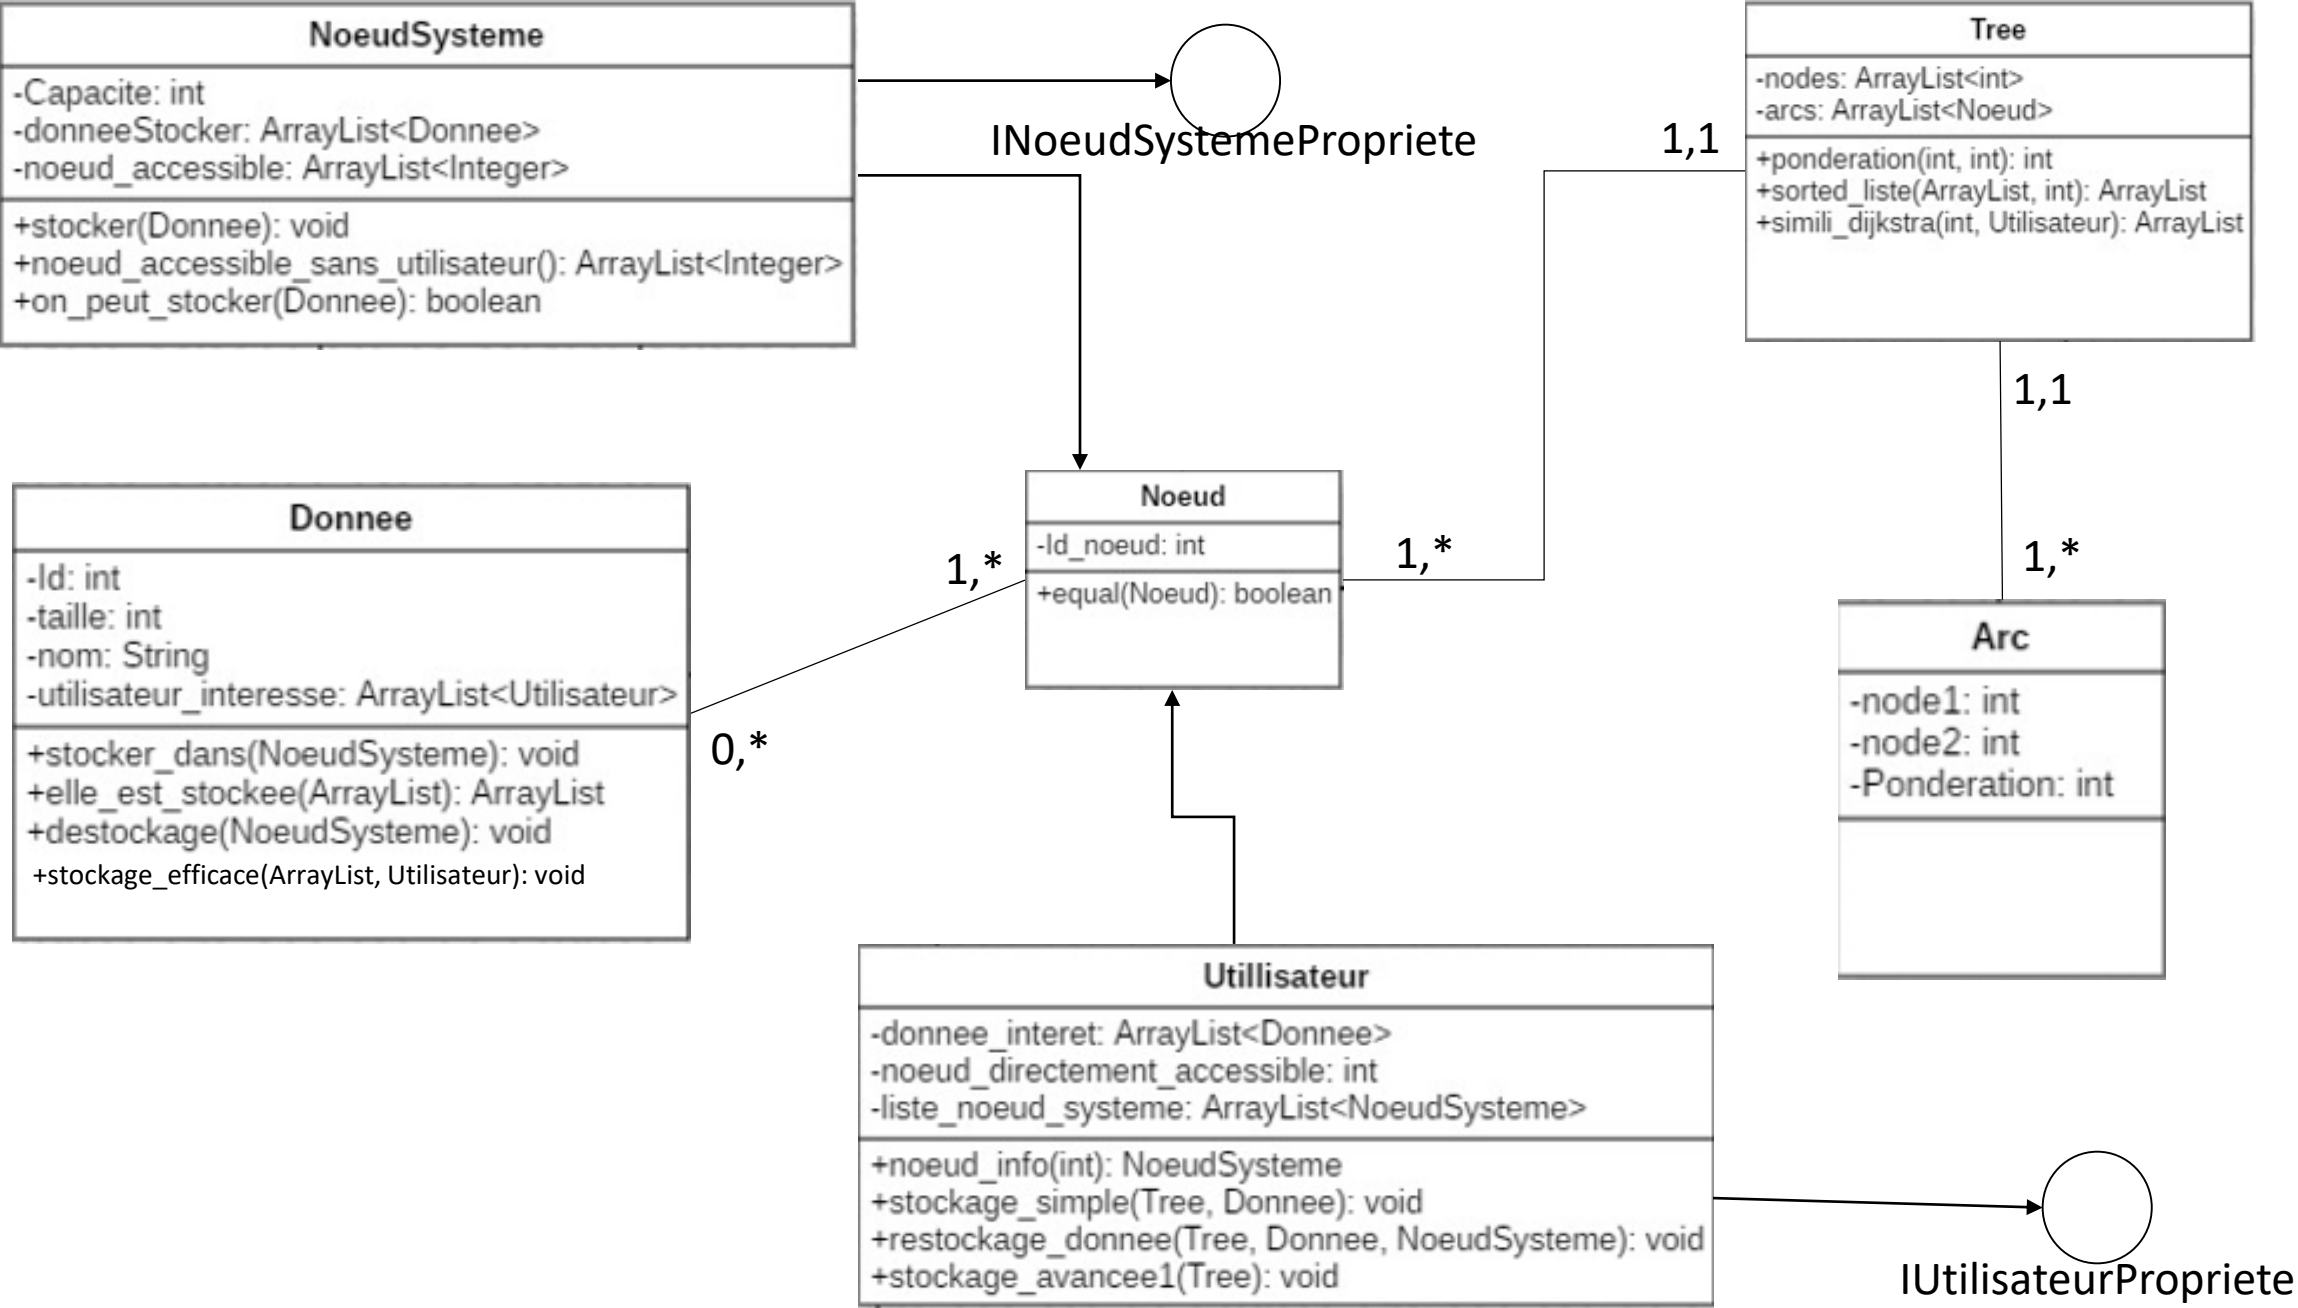 NoeudSysteme
-Capacite: int
-donneeStocker: ArrayList<Donnee>
-noeud_accessible: ArrayList<Integer>
+stocker(Donnee): void
+noeud_accessible_sans_utilisateur(): ArrayList<Integer>
+on_peut_stocker(Donnee): boolean
INoeudSystemePropriete
1,1
Tree
-nodes: ArrayList<int>
-arcs: ArrayList<Noeud>
+ponderation(int, int): int
+sorted_liste(ArrayList, int): ArrayList
+simili_dijkstra(int, Utilisateur): ArrayList
1,1
1,*
Donnee
-Id: int
-taille: int
-nom: String
-utilisateur_interesse: ArrayList<Utilisateur>
+stocker_dans(NoeudSysteme): void
+elle_est_stockee(ArrayList): ArrayList
+destockage(NoeudSysteme): void
+stockage_efficace(ArrayList, Utilisateur): void
0,*
1,*
Noeud
-Id_noeud: int
+equal(Noeud): boolean
1,*
Arc
-node1: int
-node2: int
-Ponderation: int
Utillisateur
-donnee_interet: ArrayList<Donnee>
-noeud_directement_accessible: int
-liste_noeud_systeme: ArrayList<NoeudSysteme>
+noeud_info(int): NoeudSysteme
+stockage_simple(Tree, Donnee): void
+restockage_donnee(Tree, Donnee, NoeudSysteme): void
+stockage_avancee1(Tree): void
IUtilisateurPropriete